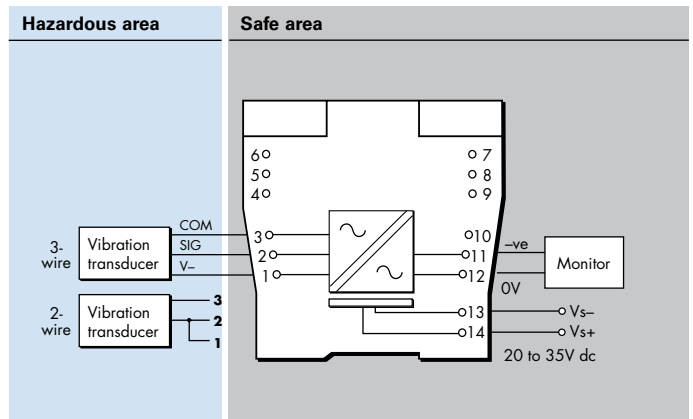 Hazardous area
Safe area
6
5
4
7
8
9
3-
wire
Vibration
transducer
COM
SIG
V–
3
2
1
10
11
12
–ve
0V
Monitor
2-
wire
Vibration
transducer
3
2
1
13
14
Vs–
Vs+
20 to 35V dc